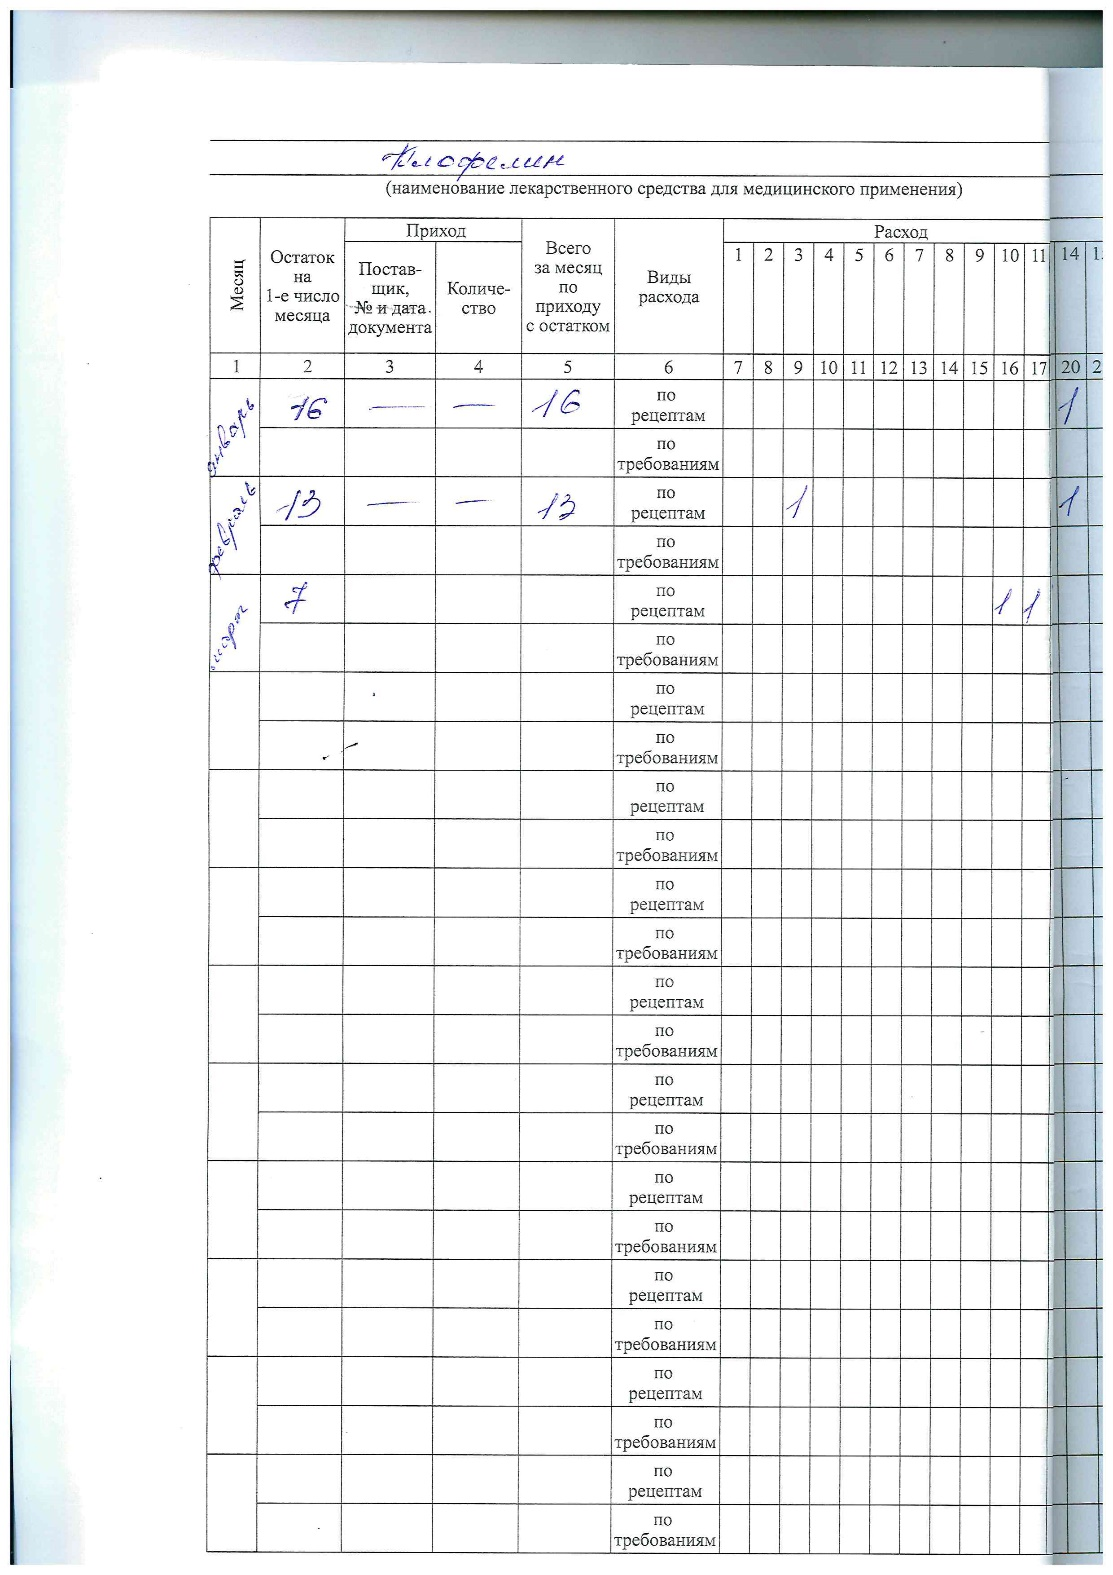 Клофелин
(наименование лекарственного средства для медицинского применения)
Месяц
Остаток
на
1-е число
месяца
Приход
Постав-
щик,
№ и дата
документа
Количе-
ство
Всего
за месяц
по
приходу
с остатком
Виды
расхода
Расход
1 2 3 4 5 6 7 8 9 10 11 14
1 2 3 4 5 6 7 8 9 10 11 12 13 14 15 16 17 20 2
январь 16 — — 16 по
рецептам 1
по
требованиям
февраль 13 — — 13 по
рецептам 1 1
по
требованиям
март 7 по
рецептам 1 1
по
требованиям
по
рецептам
по
требованиям
по
рецептам
по
требованиям
по
рецептам
по
требованиям
по
рецептам
по
требованиям
по
рецептам
по
требованиям
по
рецептам
по
требованиям
по
рецептам
по
требованиям
по
рецептам
по
требованиям
по
рецептам
по
требованиям